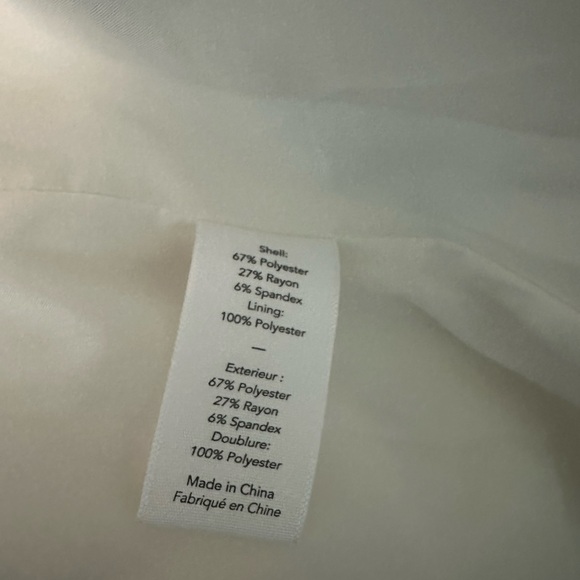 Shell:
67% Polyester
27% Rayon
6% Spandex
Lining:
100% Polyester
—
Exterieur :
67% Polyester
27% Rayon
6% Spandex
Doublure:
100% Polyester
Made in China
Fabriqué en Chine